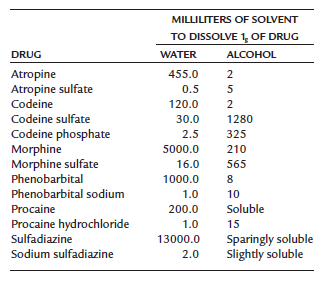 MILLILITERS OF SOLVENT
TO DISSOLVE 1g OF DRUG
DRUG WATER ALCOHOL
Atropine 455.0 2
Atropine sulfate 0.5 5
Codeine 120.0 2
Codeine sulfate 30.0 1280
Codeine phosphate 2.5 325
Morphine 5000.0 210
Morphine sulfate 16.0 565
Phenobarbital 1000.0 8
Phenobarbital sodium 1.0 10
Procaine 200.0 Soluble
Procaine hydrochloride 1.0 15
Sulfadiazine 13000.0 Sparingly soluble
Sodium sulfadiazine 2.0 Slightly soluble